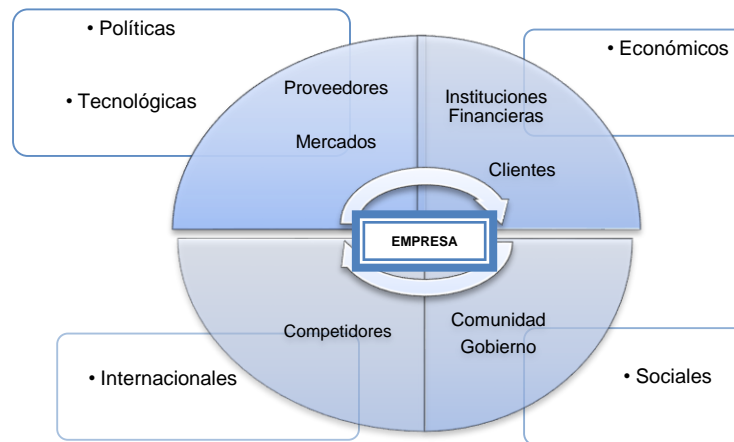 • Políticas
• Tecnológicas
• Económicos
Proveedores
Mercados
Instituciones
Financieras
Clientes
EMPRESA
Competidores
Comunidad
Gobierno
• Internacionales
• Sociales